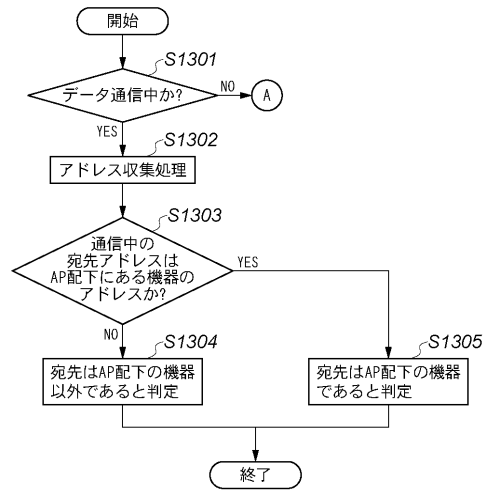 開始
S1301
データ通信中か?
NO
A
YES
S1302
アドレス収集処理
S1303
通信中の
宛先アドレスは
AP配下にある機器の
アドレスか?
YES
NO
S1304
宛先はAP配下の機器
以外であると判定
S1305
宛先はAP配下の機器
であると判定
終了